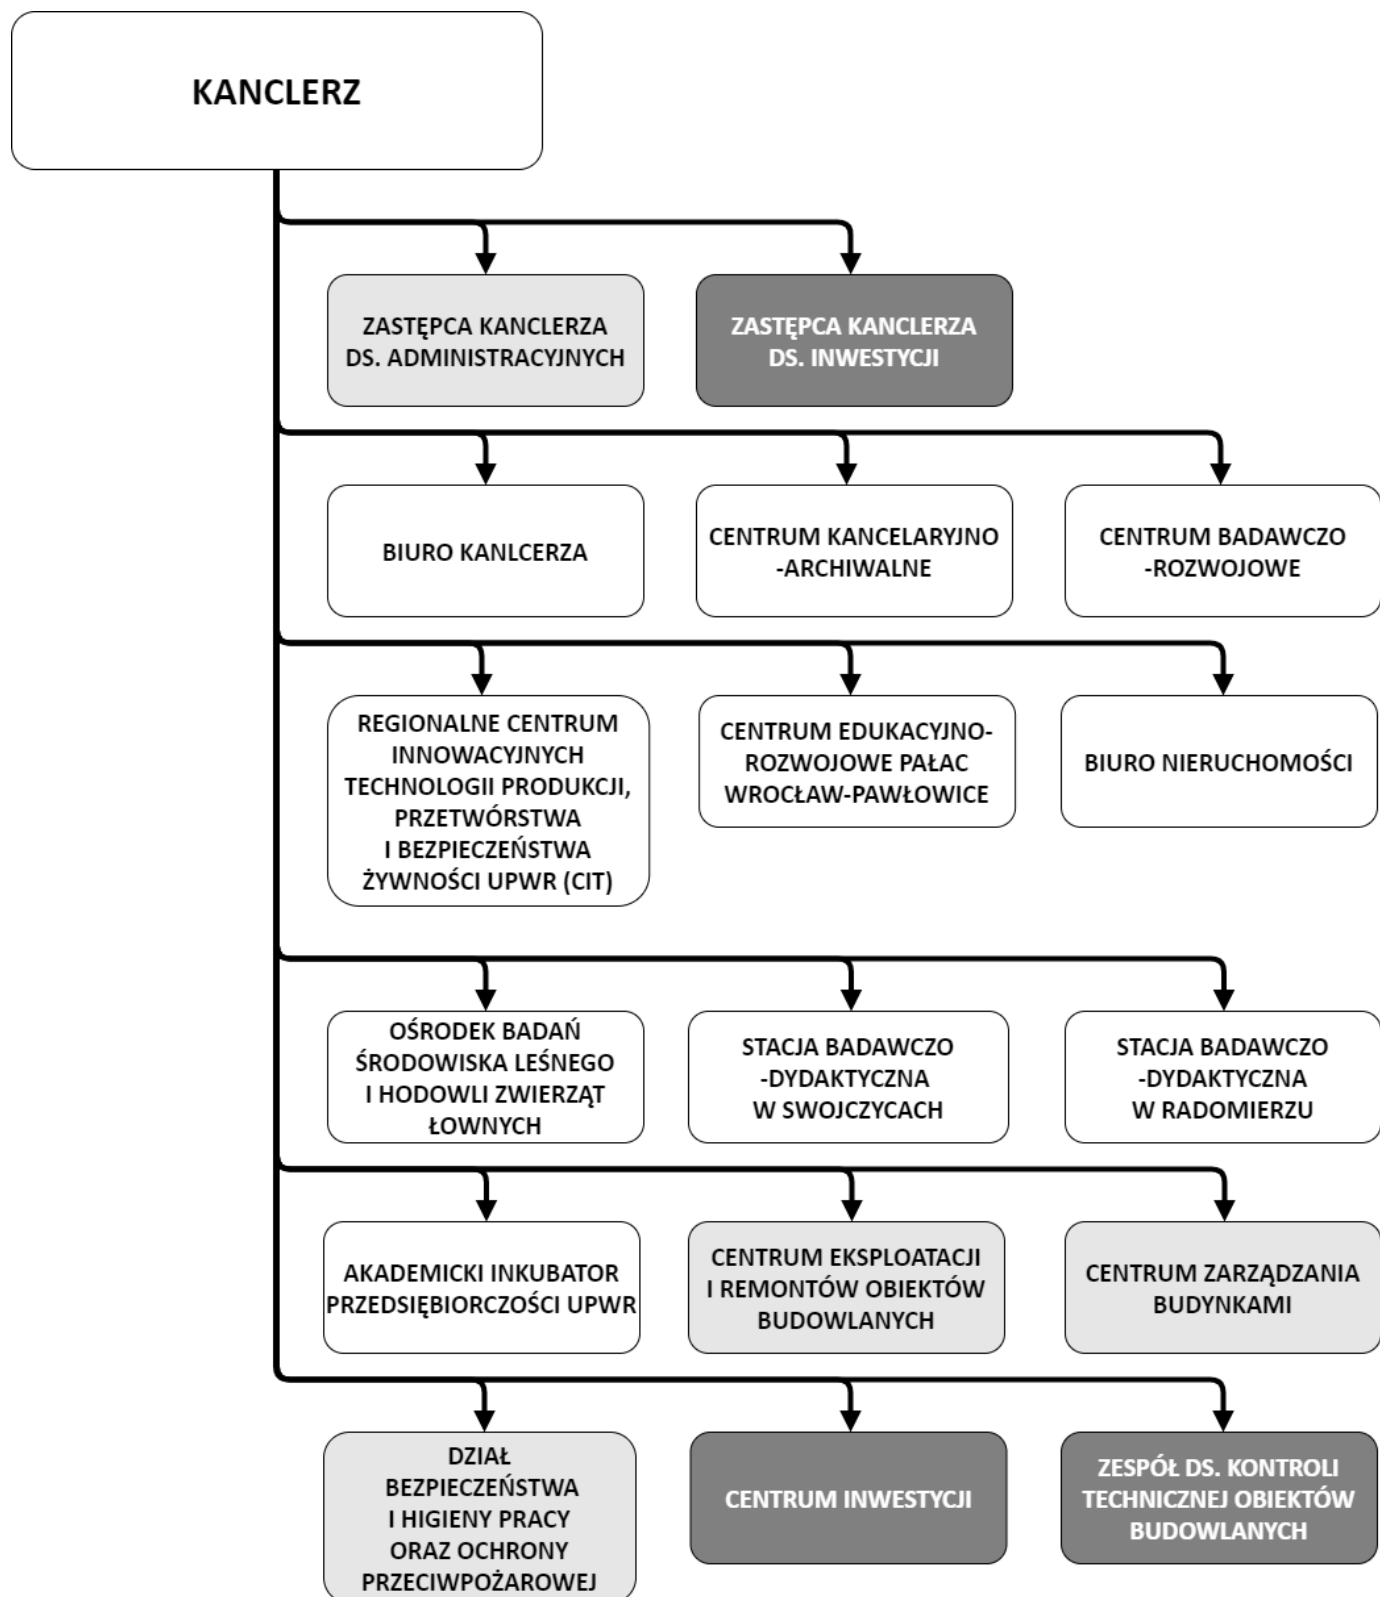 KANCLERZ
ZASTĘPCA KANCLERZA
DS. ADMINISTRACYJNYCH
ZASTĘPCA KANCLERZA
DS. INWESTYCJI
BIURO KANLCERZA
CENTRUM KANCELARYJNO
-ARCHIWALNE
CENTRUM BADAWCZO
-ROZWOJOWE
REGIONALNE CENTRUM
INNOWACYJNYCH
TECHNOLOGII PRODUKCJI,
PRZETWÓRSTWA
I BEZPIECZEŃSTWA
ŻYWNOŚCI UPWR (CIT)
CENTRUM EDUKACYJNO-
ROZWOJOWE PAŁAC
WROCŁAW-PAWŁOWICE
BIURO NIERUCHOMOŚCI
OŚRODEK BADAŃ
ŚRODOWISKA LEŚNEGO
I HODOWLI ZWIERZĄT
ŁOWNYCH
STACJA BADAWCZO
-DYDAKTYCZNA
W SWOJCZYCACH
STACJA BADAWCZO
-DYDAKTYCZNA
W RADOMIERZU
AKADEMICKI INKUBATOR
PRZEDSIĘBIORCZOŚCI UPWR
CENTRUM EKSPLOATACJI
I REMONTÓW OBIEKTÓW
BUDOWLANYCH
CENTRUM ZARZĄDZANIA
BUDYNKAMI
DZIAŁ
BEZPIECZEŃSTWA
I HIGIENY PRACY
ORAZ OCHRONY
PRZECIWPOŻAROWEJ
CENTRUM INWESTYCJI
ZESPÓŁ DS. KONTROLI
TECHNICZNEJ OBIEKTÓW
BUDOWLANYCH